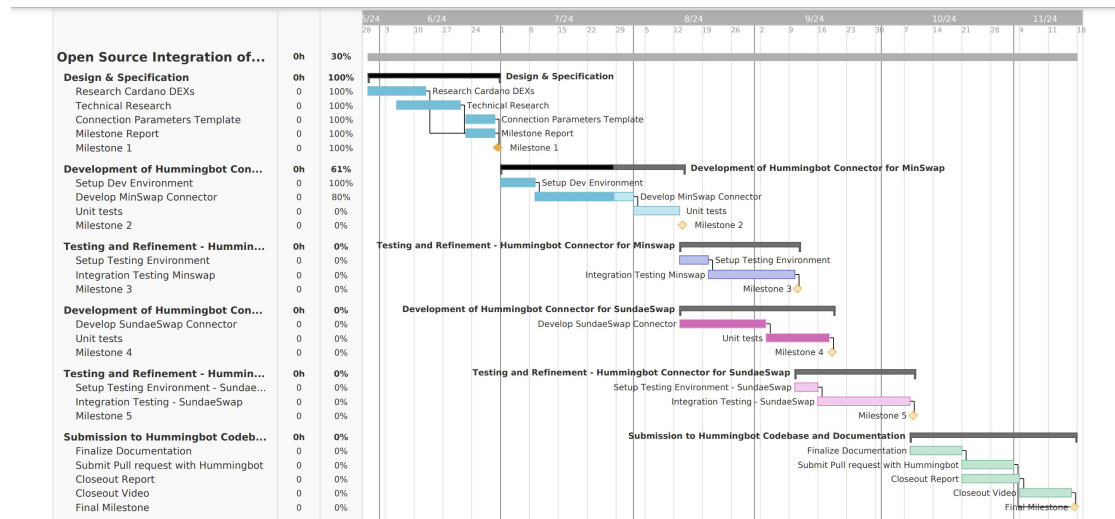 5/24 6/24 7/24 8/24 9/24 10/24 11/24
28 3 10 17 24 1 8 15 22 29 5 12 19 26 2 9 16 23 30 7 14 21 28 4 11 18
Open Source Integration of... 0h 30%
Design & Specification 0h 100% Design & Specification
Research Cardano DEXs 0 100% Research Cardano DEXs
Technical Research 0 100% Technical Research
Connection Parameters Template 0 100% Connection Parameters Template
Milestone Report 0 100% Milestone Report
Milestone 1 0 100% Milestone 1
Development of Hummingbot Con... 0h 61% Development of Hummingbot Connector for MinSwap
Setup Dev Environment 0 100% Setup Dev Environment
Develop MinSwap Connector 0 80% Develop MinSwap Connector
Unit tests 0 0% Unit tests
Milestone 2 0 0% Milestone 2
Testing and Refinement - Hummin... 0h 0% Testing and Refinement - Hummingbot Connector for Minswap
Setup Testing Environment 0 0% Setup Testing Environment
Integration Testing Minswap 0 0% Integration Testing Minswap
Milestone 3 0 0% Milestone 3
Development of Hummingbot Con... 0h 0% Development of Hummingbot Connector for SundaeSwap
Develop SundaeSwap Connector 0 0% Develop SundaeSwap Connector
Unit tests 0 0% Unit tests
Milestone 4 0 0% Milestone 4
Testing and Refinement - Hummin... 0h 0% Testing and Refinement - Hummingbot Connector for SundaeSwap
Setup Testing Environment - Sundae... 0 0% Setup Testing Environment - SundaeSwap
Integration Testing - SundaeSwap 0 0% Integration Testing - SundaeSwap
Milestone 5 0 0% Milestone 5
Submission to Hummingbot Codeb... 0h 0% Submission to Hummingbot Codebase and Documentation
Finalize Documentation 0 0% Finalize Documentation
Submit Pull request with Hummingbot 0 0% Submit Pull request with Hummingbot
Closeout Report 0 0% Closeout Report
Closeout Video 0 0% Closeout Video
Final Milestone 0 0% Final Milestone